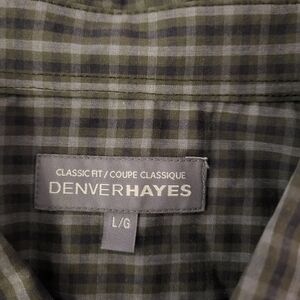 CLASSIC FIT / COUPE CLASSIQUE
DENVERHAYES
L/G